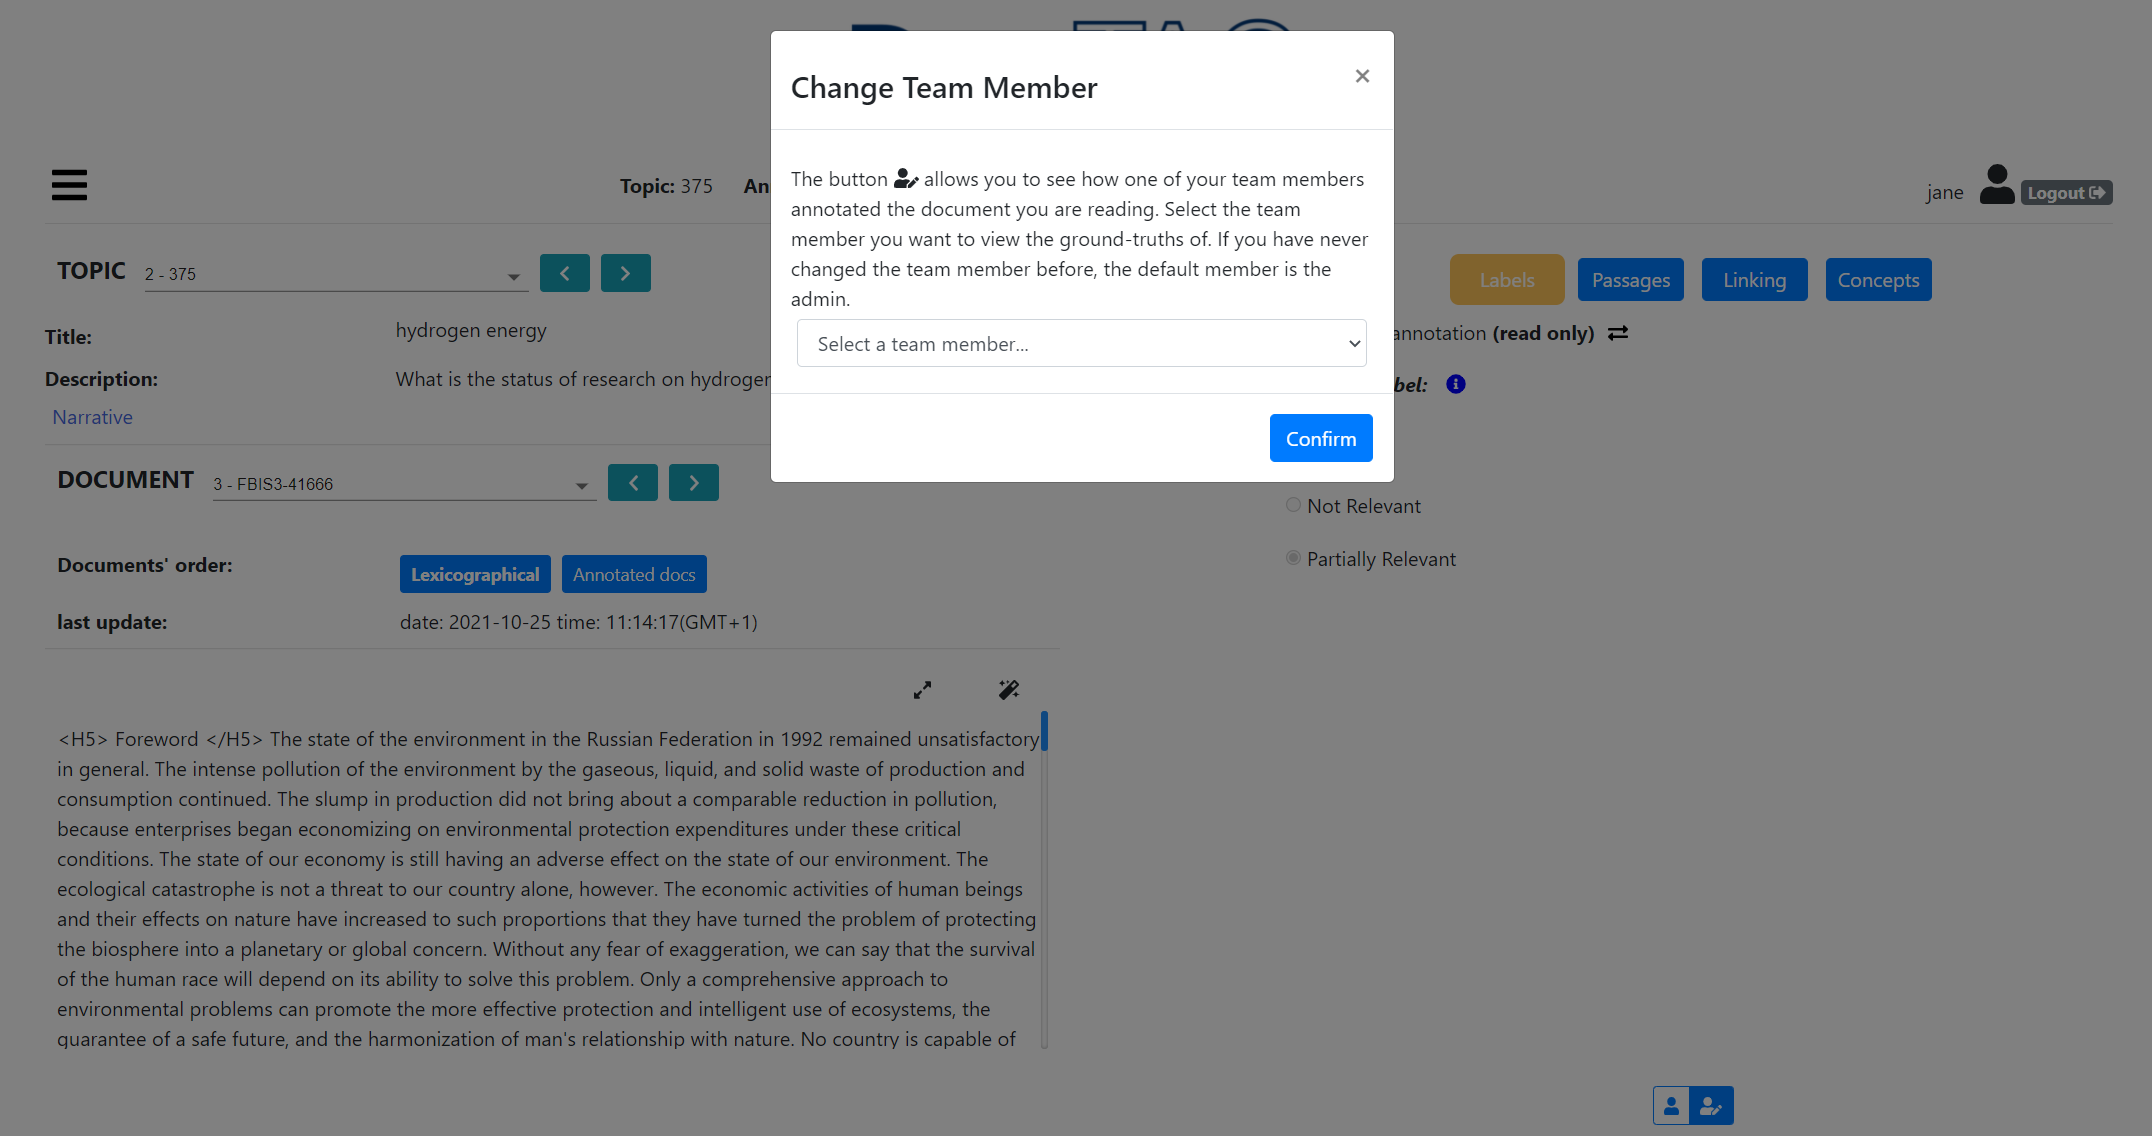 Change Team Member
×
The button allows you to see how one of your team members
annotated the document you are reading. Select the team
member you want to view the ground-truths of. If you have never
changed the team member before, the default member is the
admin.
Select a team member...
Confirm
Topic: 375 An
jane Logout
TOPIC 2 - 375
Labels Passages Linking Concepts
Title: hydrogen energy
annotation (read only)
Description: What is the status of research on hydrogen
bel:
Narrative
DOCUMENT 3 - FBIS3-41666
Not Relevant
Partially Relevant
Documents' order: Lexicographical Annotated docs
last update: date: 2021-10-25 time: 11:14:17(GMT+1)
<H5> Foreword </H5> The state of the environment in the Russian Federation in 1992 remained unsatisfactory
in general. The intense pollution of the environment by the gaseous, liquid, and solid waste of production and
consumption continued. The slump in production did not bring about a comparable reduction in pollution,
because enterprises began economizing on environmental protection expenditures under these critical
conditions. The state of our economy is still having an adverse effect on the state of our environment. The
ecological catastrophe is not a threat to our country alone, however. The economic activities of human beings
and their effects on nature have increased to such proportions that they have turned the problem of protecting
the biosphere into a planetary or global concern. Without any fear of exaggeration, we can say that the survival
of the human race will depend on its ability to solve this problem. Only a comprehensive approach to
environmental problems can promote the more effective protection and intelligent use of ecosystems, the
guarantee of a safe future, and the harmonization of man's relationship with nature. No country is capable of